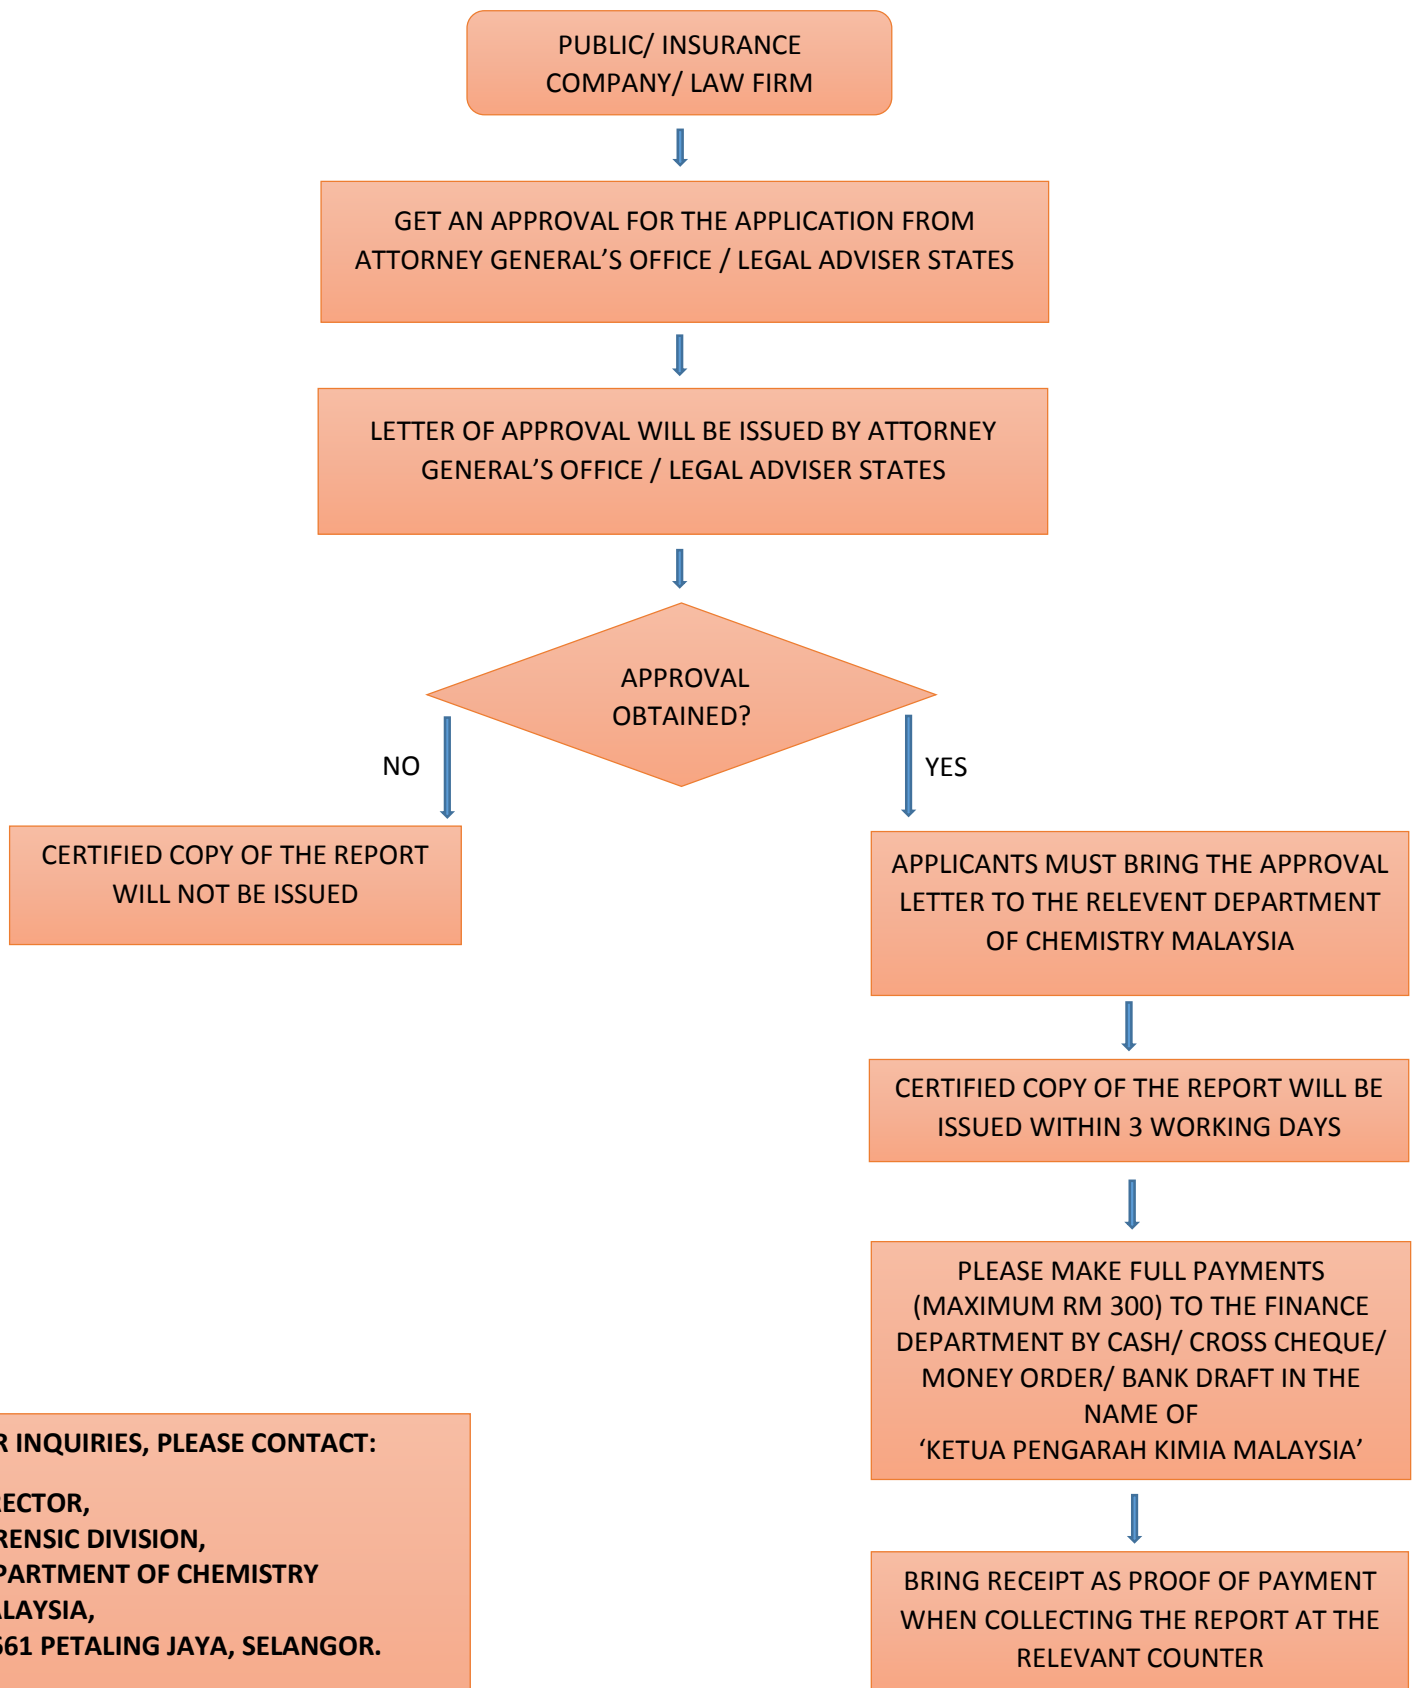 PUBLIC/ INSURANCE
COMPANY/ LAW FIRM
GET AN APPROVAL FOR THE APPLICATION FROM
ATTORNEY GENERAL’S OFFICE / LEGAL ADVISER STATES
LETTER OF APPROVAL WILL BE ISSUED BY ATTORNEY
GENERAL’S OFFICE / LEGAL ADVISER STATES
APPROVAL
OBTAINED?
NO
YES
CERTIFIED COPY OF THE REPORT
WILL NOT BE ISSUED
APPLICANTS MUST BRING THE APPROVAL
LETTER TO THE RELEVENT DEPARTMENT
OF CHEMISTRY MALAYSIA
CERTIFIED COPY OF THE REPORT WILL BE
ISSUED WITHIN 3 WORKING DAYS
PLEASE MAKE FULL PAYMENTS
(MAXIMUM RM 300) TO THE FINANCE
DEPARTMENT BY CASH/ CROSS CHEQUE/
MONEY ORDER/ BANK DRAFT IN THE
NAME OF
‘KETUA PENGARAH KIMIA MALAYSIA’
BRING RECEIPT AS PROOF OF PAYMENT
WHEN COLLECTING THE REPORT AT THE
RELEVANT COUNTER
R INQUIRIES, PLEASE CONTACT:
RECTOR,
RENSIC DIVISION,
PARTMENT OF CHEMISTRY
ALAYSIA,
661 PETALING JAYA, SELANGOR.